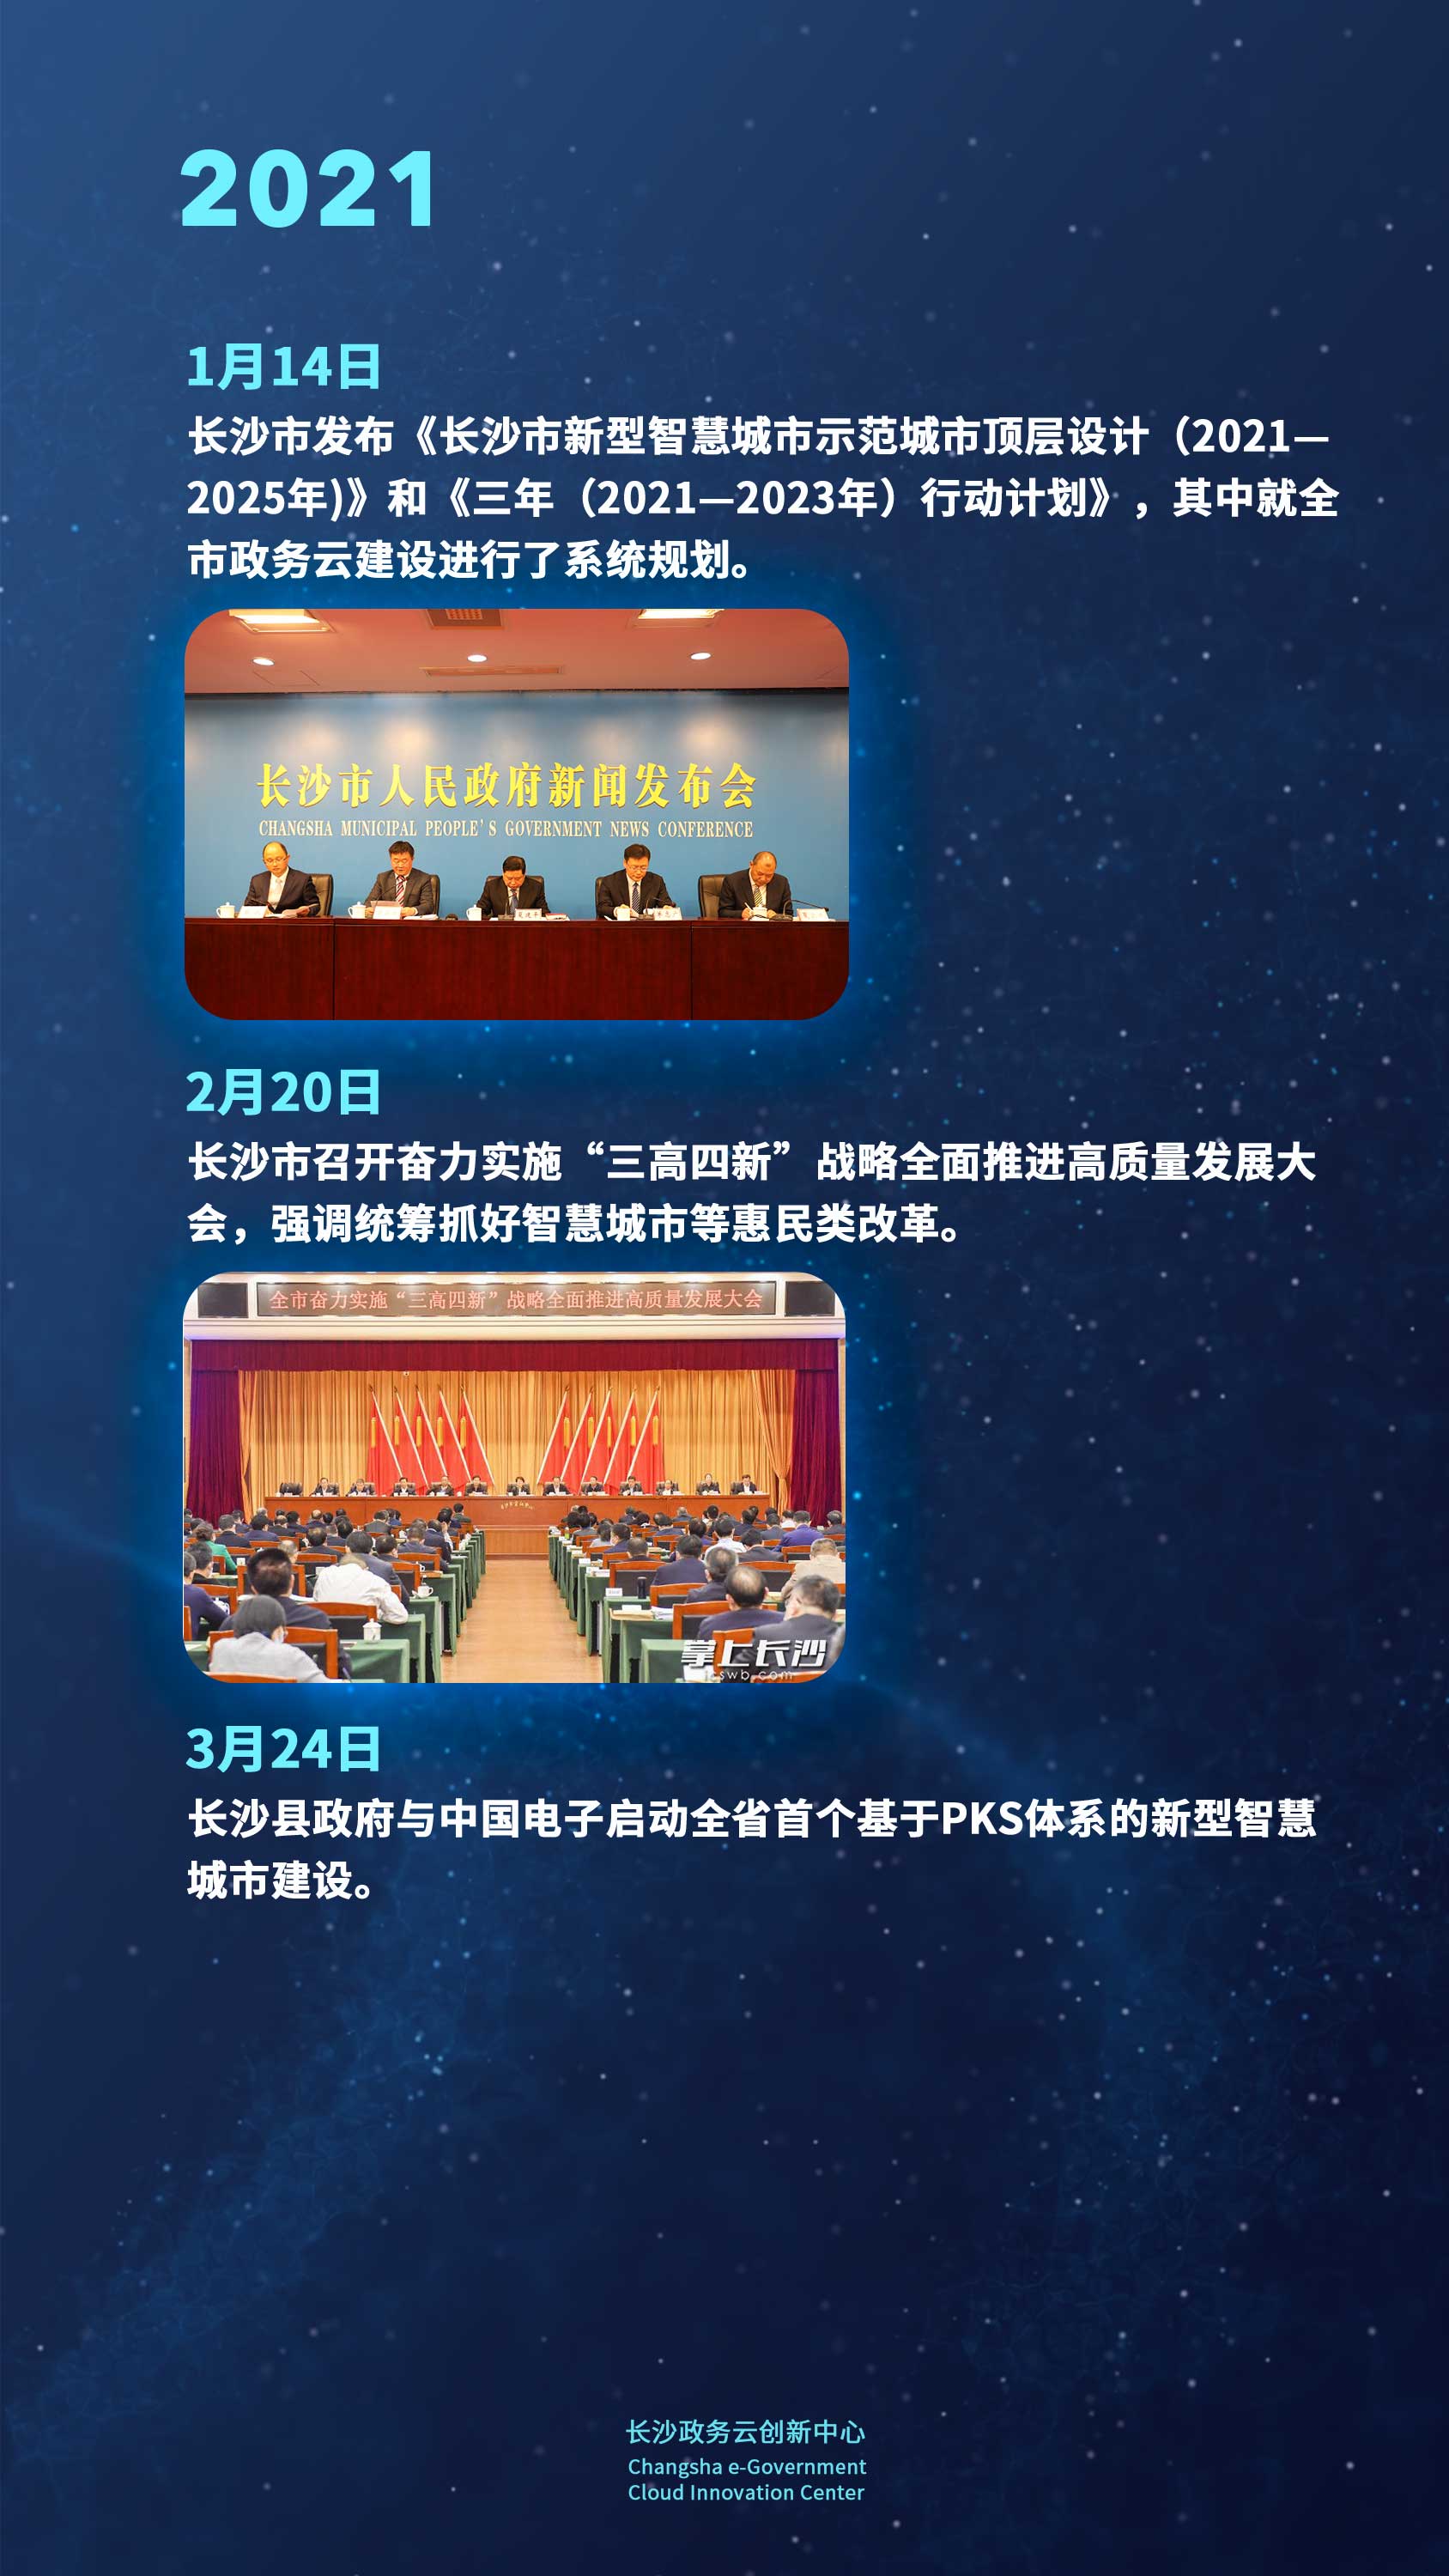 2021
1月14日
长沙市发布《长沙市新型智慧城市示范城市顶层设计（2021—
2025年)》和《三年（2021—2023年）行动计划》，其中就全
市政务云建设进行了系统规划。
长沙市人民政府新闻发布会
CHANGSHA MUNICIPAL PEOPLE'S GOVERNMENT NEWS CONFERENCE
2月20日
长沙市召开奋力实施“三高四新”战略全面推进高质量发展大
会，强调统筹抓好智慧城市等惠民类改革。
全市奋力实施“三高四新”战略全面推进高质量发展大会
掌上长沙
cswb.com
3月24日
长沙县政府与中国电子启动全省首个基于PKS体系的新型智慧
城市建设。
长沙政务云创新中心
Changsha e-Government
Cloud Innovation Center